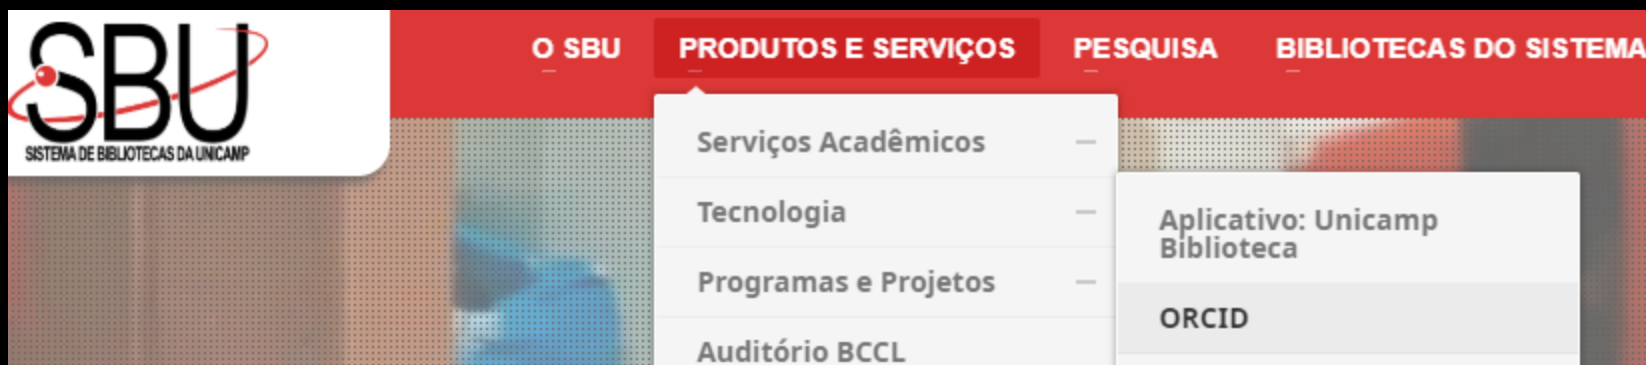 SBU
SISTEMA DE BIBLIOTECAS DA UNICAMP
O SBU
PRODUTOS E SERVIÇOS
PESQUISA
BIBLIOTECAS DO SISTEMA
Serviços Acadêmicos
Tecnologia
Programas e Projetos
Auditório BCCL
Aplicativo: Unicamp
Biblioteca
ORCID